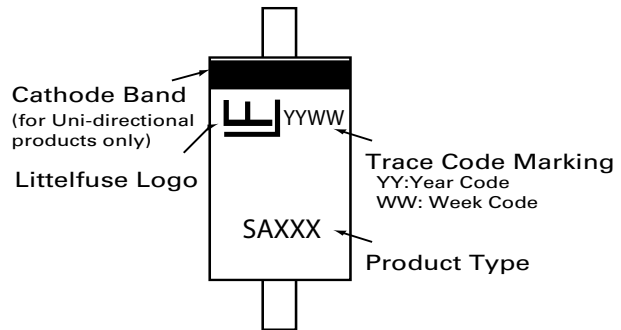 Cathode Band
(for Uni-directional
products only)
Littelfuse Logo
YYWW
Trace Code Marking
YY:Year Code
WW: Week Code
SAXXX
Product Type